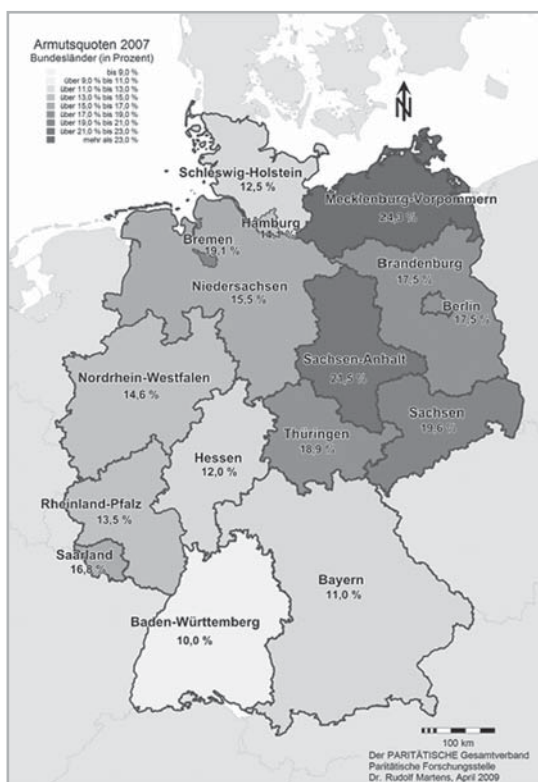 Armutsquoten 2007
Bundesländer (in Prozent)
bis 9,0 %
über 9,0 % bis 11,0 %
über 11,0 % bis 13,0 %
über 13,0 % bis 15,0 %
über 15,0 % bis 17,0 %
über 17,0 % bis 19,0 %
über 19,0 % bis 21,0 %
über 21,0 % bis 23,0 %
mehr als 23,0 %
N
Schleswig-Holstein
12,5 %
Mecklenburg-Vorpommern
24,3 %
Hamburg
14,1 %
Bremen
19,1 %
Brandenburg
17,5 %
Niedersachsen
15,5 %
Berlin
17,5 %
Sachsen-Anhalt
21,5 %
Nordrhein-Westfalen
14,6 %
Sachsen
19,6 %
Thüringen
18,9 %
Hessen
12,0 %
Rheinland-Pfalz
13,5 %
Saarland
16,8 %
Bayern
11,0 %
Baden-Württemberg
10,0 %
100 km
Der PARITÄTISCHE Gesamtverband
Paritätische Forschungsstelle
Dr. Rudolf Martens, April 2009